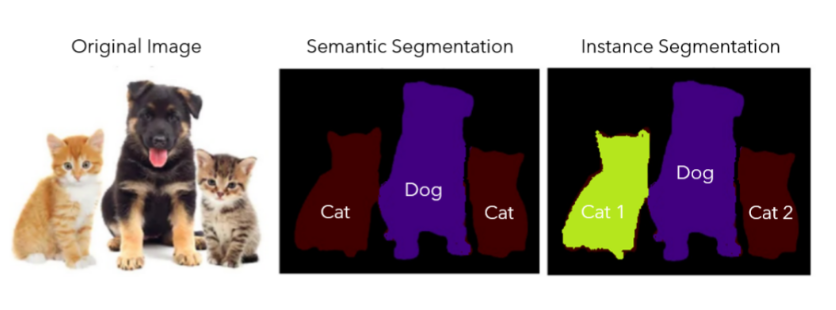 Original Image
Semantic Segmentation
Instance Segmentation
Cat
Dog
Cat
Cat 1
Dog
Cat 2